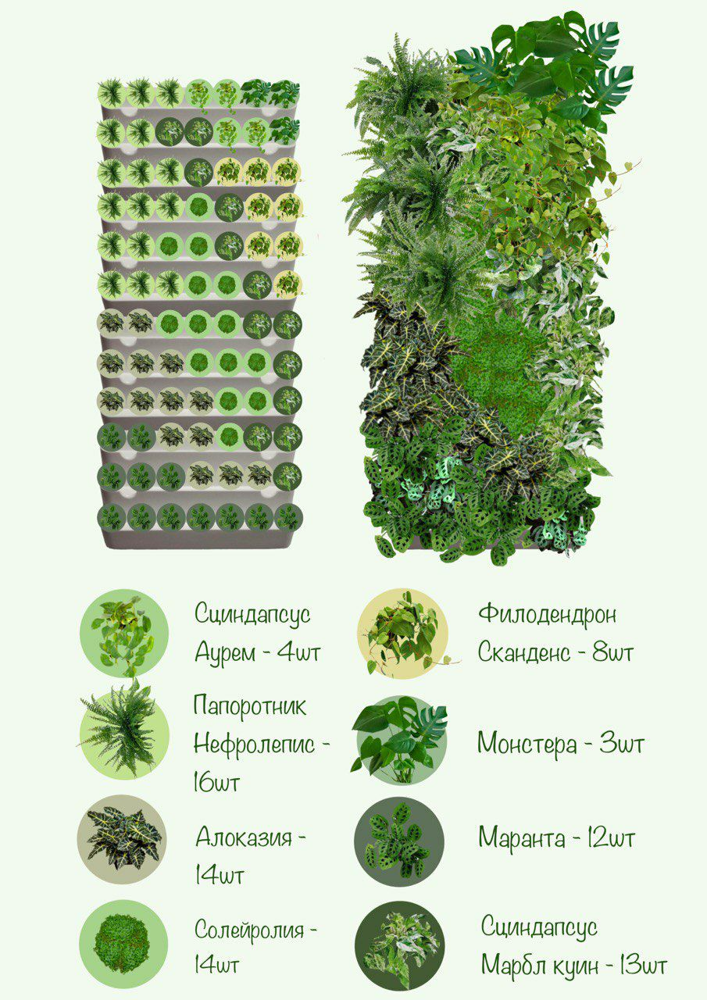 Сциндапсус
Аурем - 4шт
Папоротник
Нефролепис -
16шт
Алоказия -
14шт
Солейролия -
14шт
Филодендрон
Сканденс - 8шт
Монстера - 3шт
Маранта - 12шт
Сциндапсус
Марбл куин - 13шт